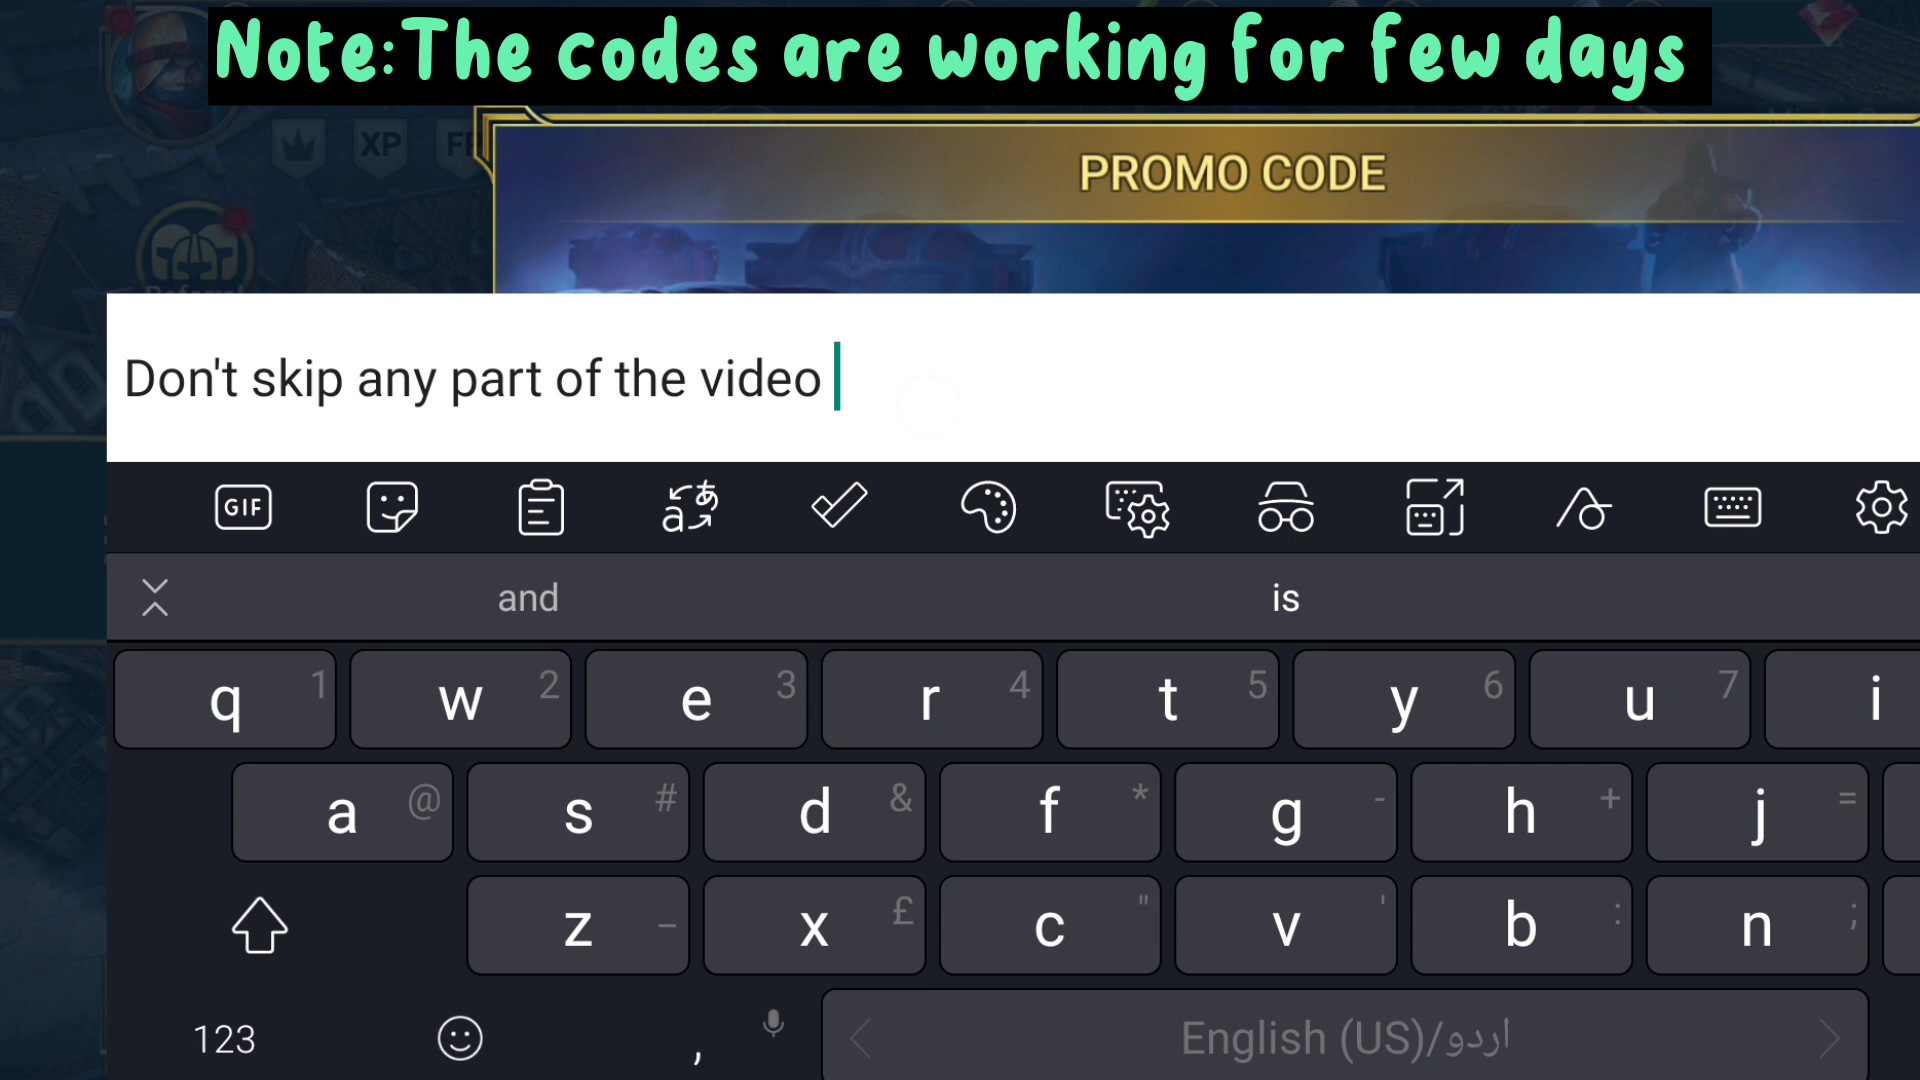 Note:The codes are working for few days
XP
PROMO CODE
Referral
Don't skip any part of the video
GIF
and
is
q 1 w 2 e 3 r 4 t 5 y 6 u 7 i
a @ s # d & f * g - h + j =
z _ x £ c " v ' b : n ;
123
,
English (US)/اردو